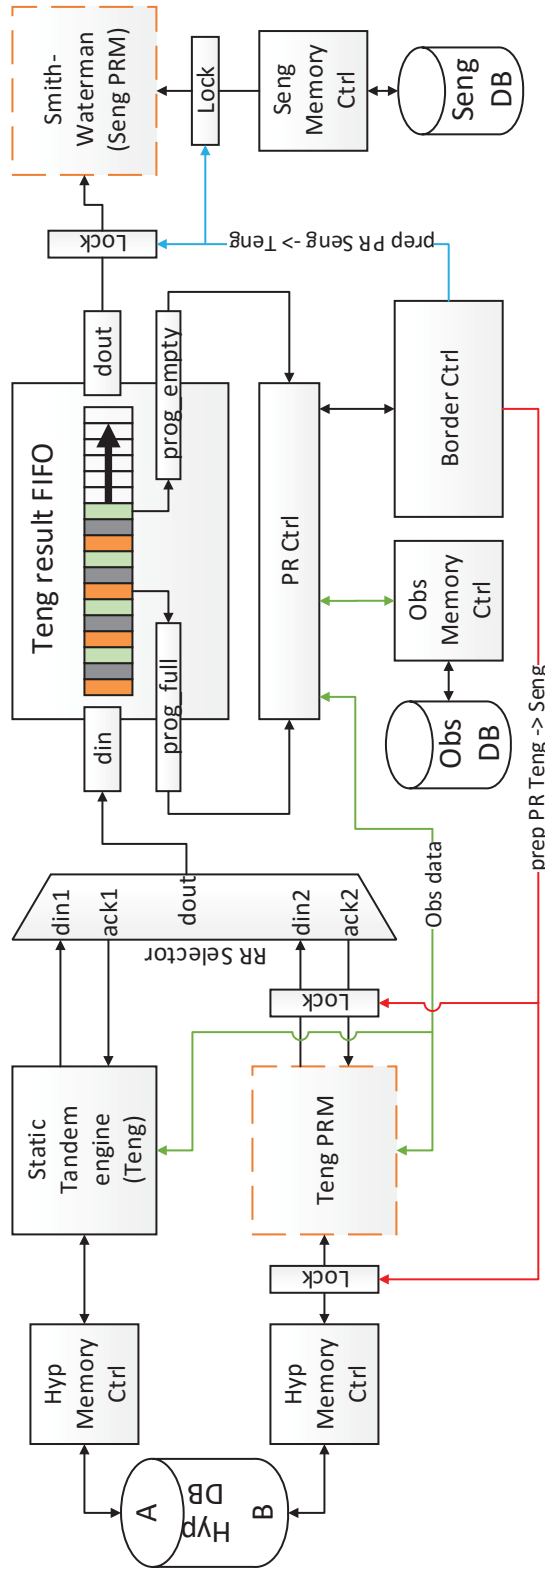 Hyp
DB
A
B
Hyp
Memory
Ctrl
Hyp
Memory
Ctrl
Static
Tandem
engine
(Teng)
Lock
Teng PRM
Lock
RR Selector
din1
ack1
dout
din2
ack2
Obs data
din
Teng result FIFO
dout
prog_full
prog_empty
PR Ctrl
Obs
DB
Obs
Memory
Ctrl
Border Ctrl
prep PR Teng -> Seng
prep PR Seng -> Teng
Lock
Smith-
Waterman
(Seng PRM)
Lock
Seng
Memory
Ctrl
Seng
DB